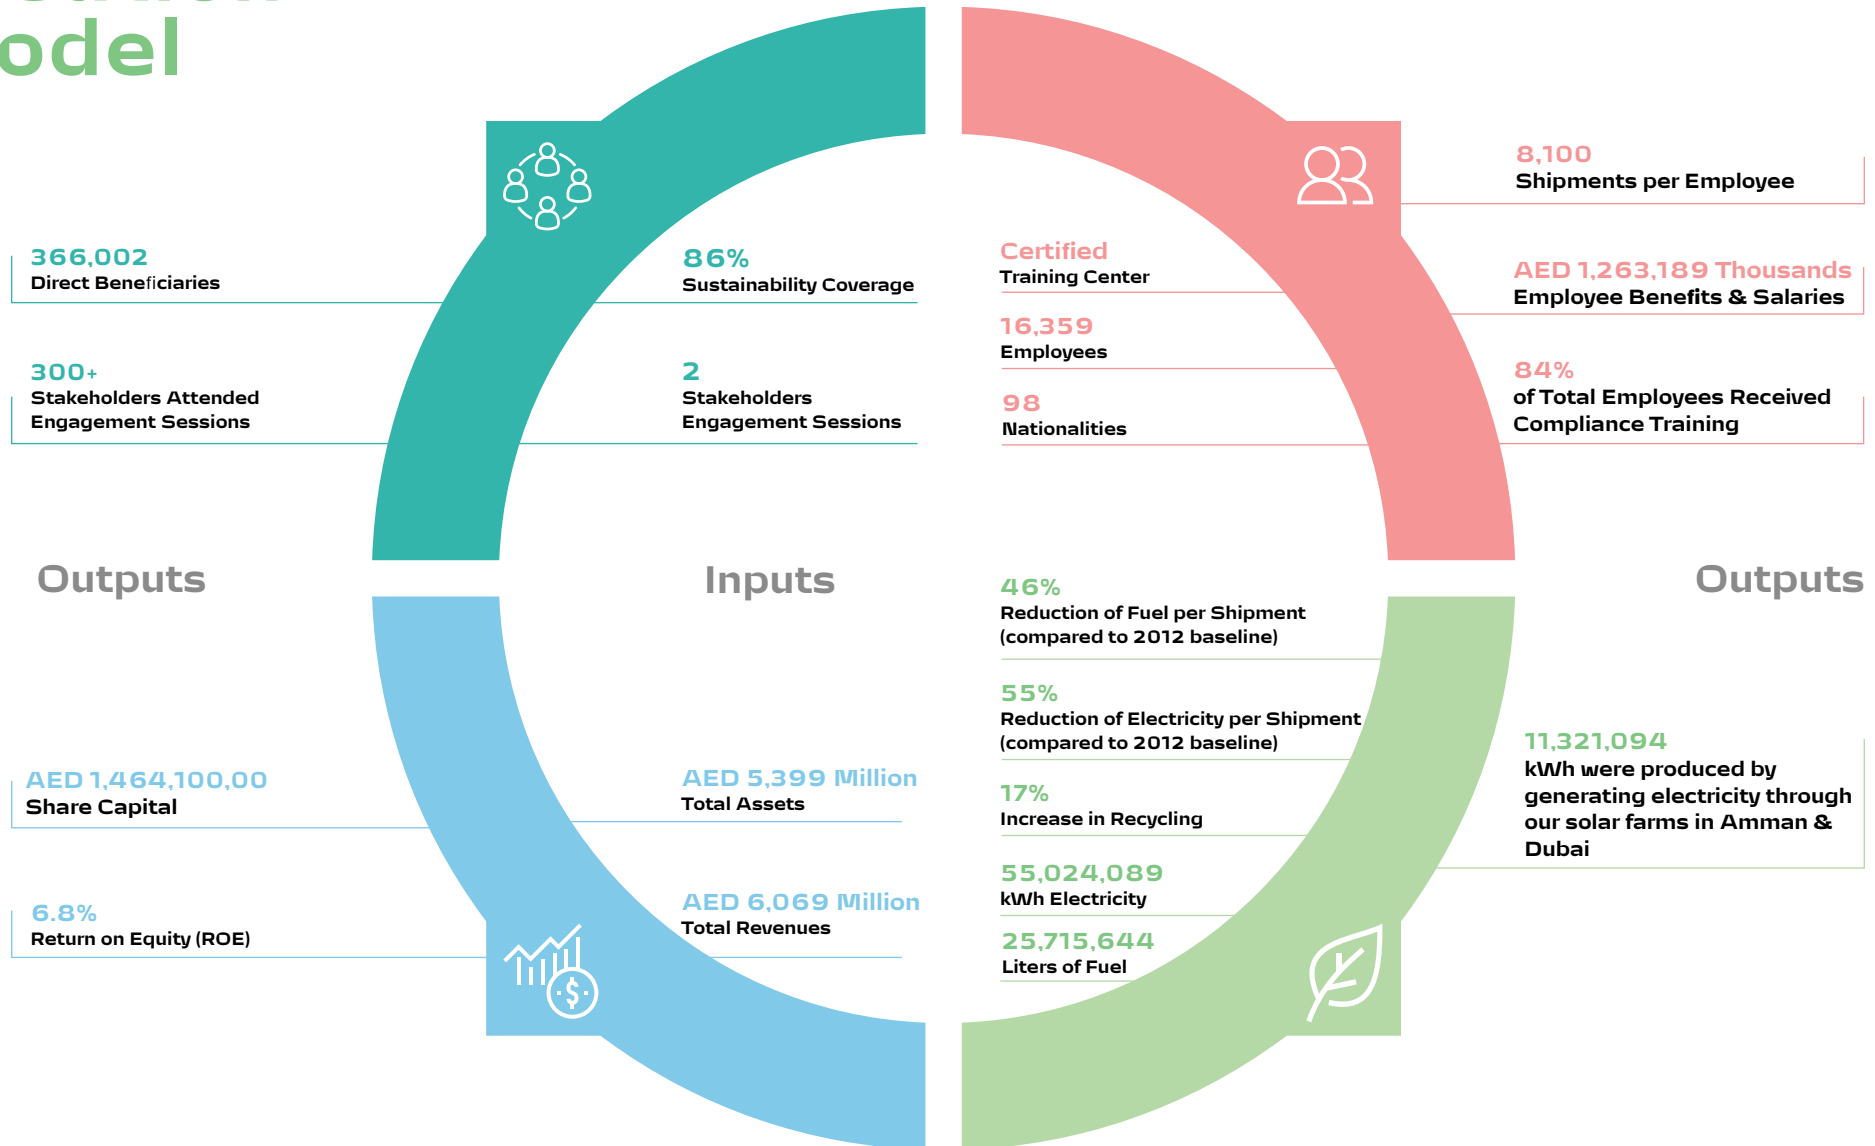 odel
366,002
Direct Beneficiaries
300+
Stakeholders Attended
Engagement Sessions
86%
Sustainability Coverage
2
Stakeholders
Engagement Sessions
Certified
Training Center
16,359
Employees
98
Nationalities
8,100
Shipments per Employee
AED 1,263,189 Thousands
Employee Benefits & Salaries
84%
of Total Employees Received
Compliance Training
Outputs
Inputs
Outputs
AED 1,464,100,00
Share Capital
6.8%
Return on Equity (ROE)
AED 5,399 Million
Total Assets
AED 6,069 Million
Total Revenues
46%
Reduction of Fuel per Shipment
(compared to 2012 baseline)
55%
Reduction of Electricity per Shipment
(compared to 2012 baseline)
17%
Increase in Recycling
55,024,089
kWh Electricity
25,715,644
Liters of Fuel
11,321,094
kWh were produced by
generating electricity through
our solar farms in Amman &
Dubai
$